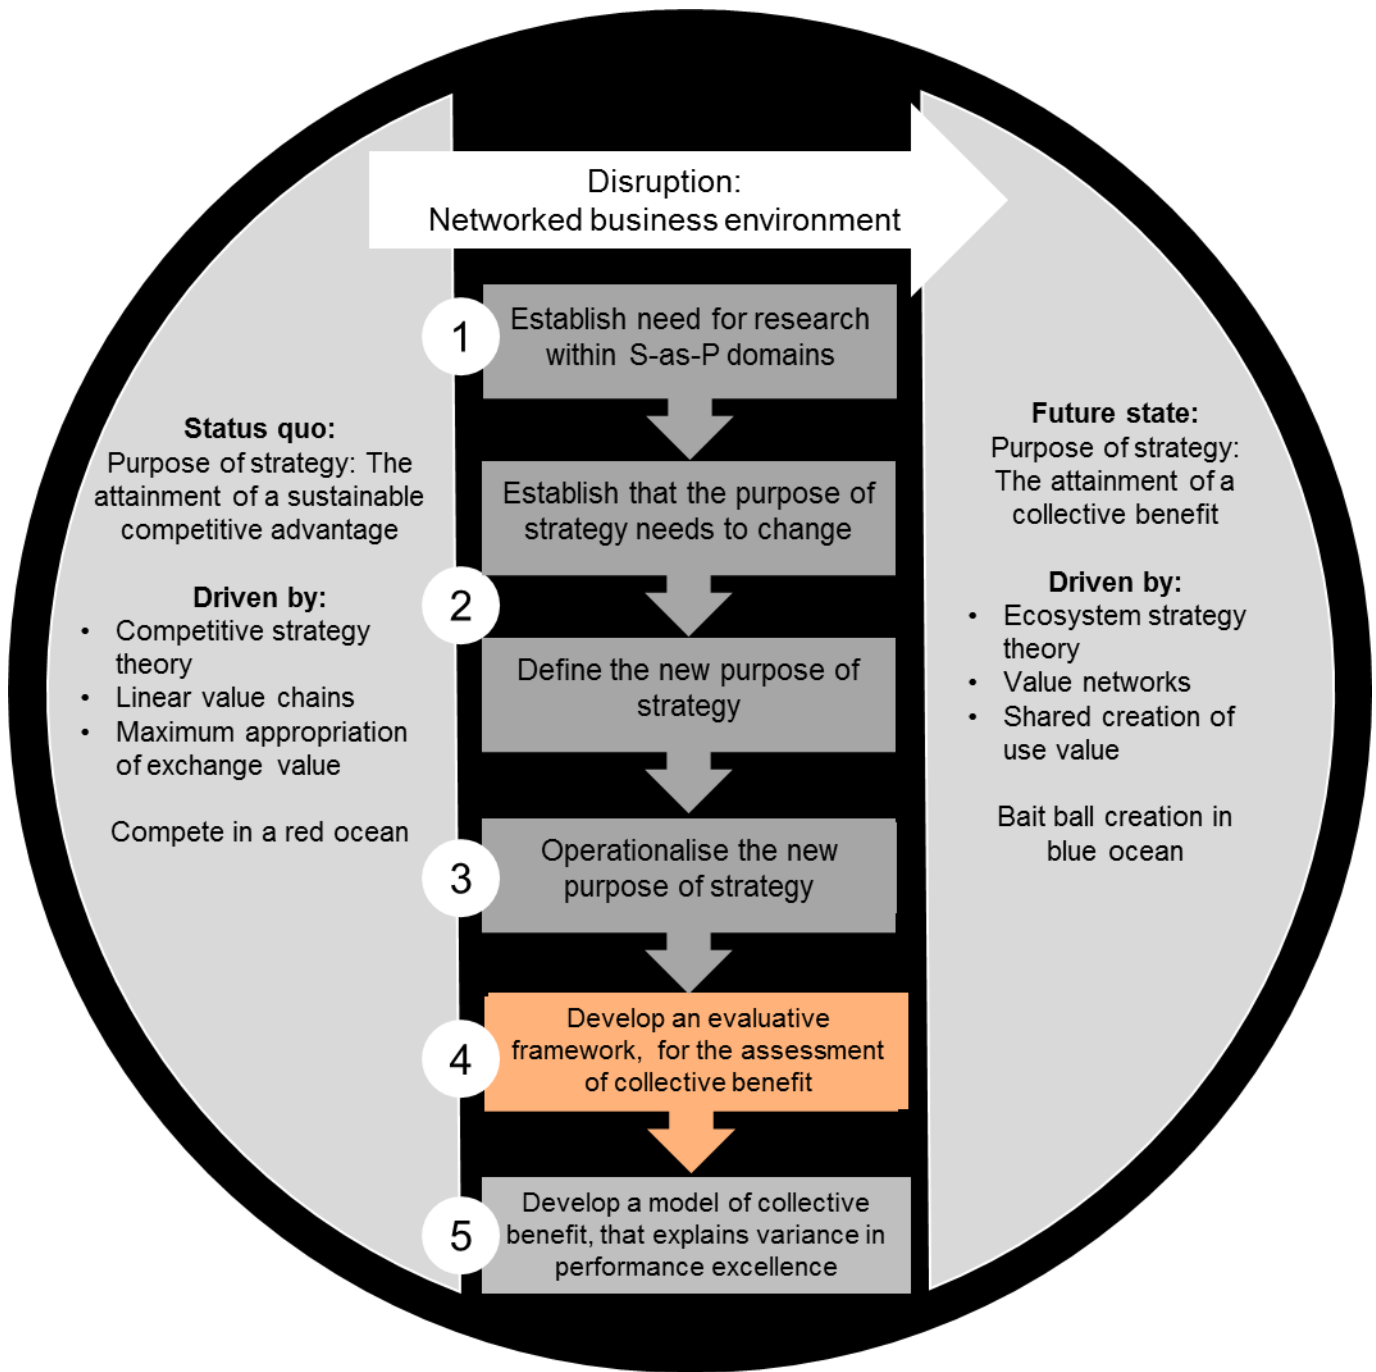 Disruption:
Networked business environment
Status quo:
Purpose of strategy: The
attainment of a sustainable
competitive advantage
Driven by:
• Competitive strategy
theory
• Linear value chains
• Maximum appropriation
of exchange value
Compete in a red ocean
1
Establish need for research
within S-as-P domains
Establish that the purpose of
strategy needs to change
2
Define the new purpose of
strategy
3
Operationalise the new
purpose of strategy
4
Develop an evaluative
framework, for the assessment
of collective benefit
5
Develop a model of collective
benefit, that explains variance in
performance excellence
Future state:
Purpose of strategy:
The attainment of a
collective benefit
Driven by:
• Ecosystem strategy
theory
• Value networks
• Shared creation of
use value
Bait ball creation in
blue ocean